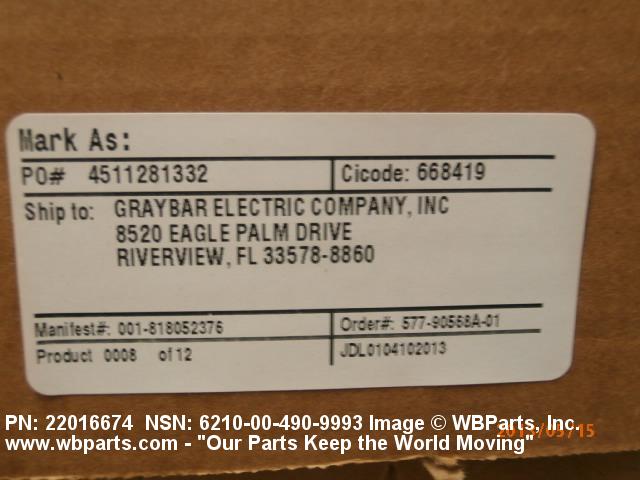 Mark As:
PO# 4511281332 Cicode: 668419
Ship to: GRAYBAR ELECTRIC COMPANY, INC
8520 EAGLE PALM DRIVE
RIVERVIEW, FL 33578-8860
Manifest#: 001-818052376 Order#: 577-90568A-01
Product 0008 of 12 JDL0104102013
PN: 22016674 NSN: 6210-00-490-9993 Image © WBParts, Inc.
www.wbparts.com - "Our Parts Keep the World Moving"